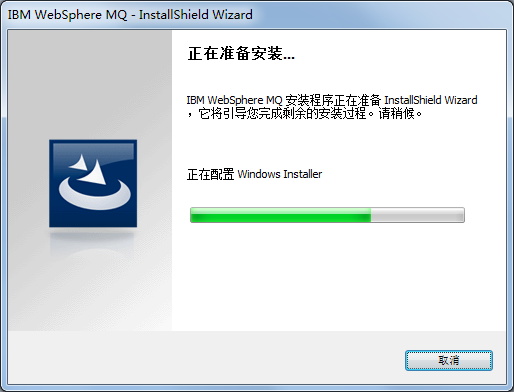 IBM WebSphere MQ - InstallShield Wizard
正在准备安装...
IBM WebSphere MQ 安装程序正在准备 InstallShield Wizard
，它将引导您完成剩余的安装过程。请稍候。
正在配置 Windows Installer
取消